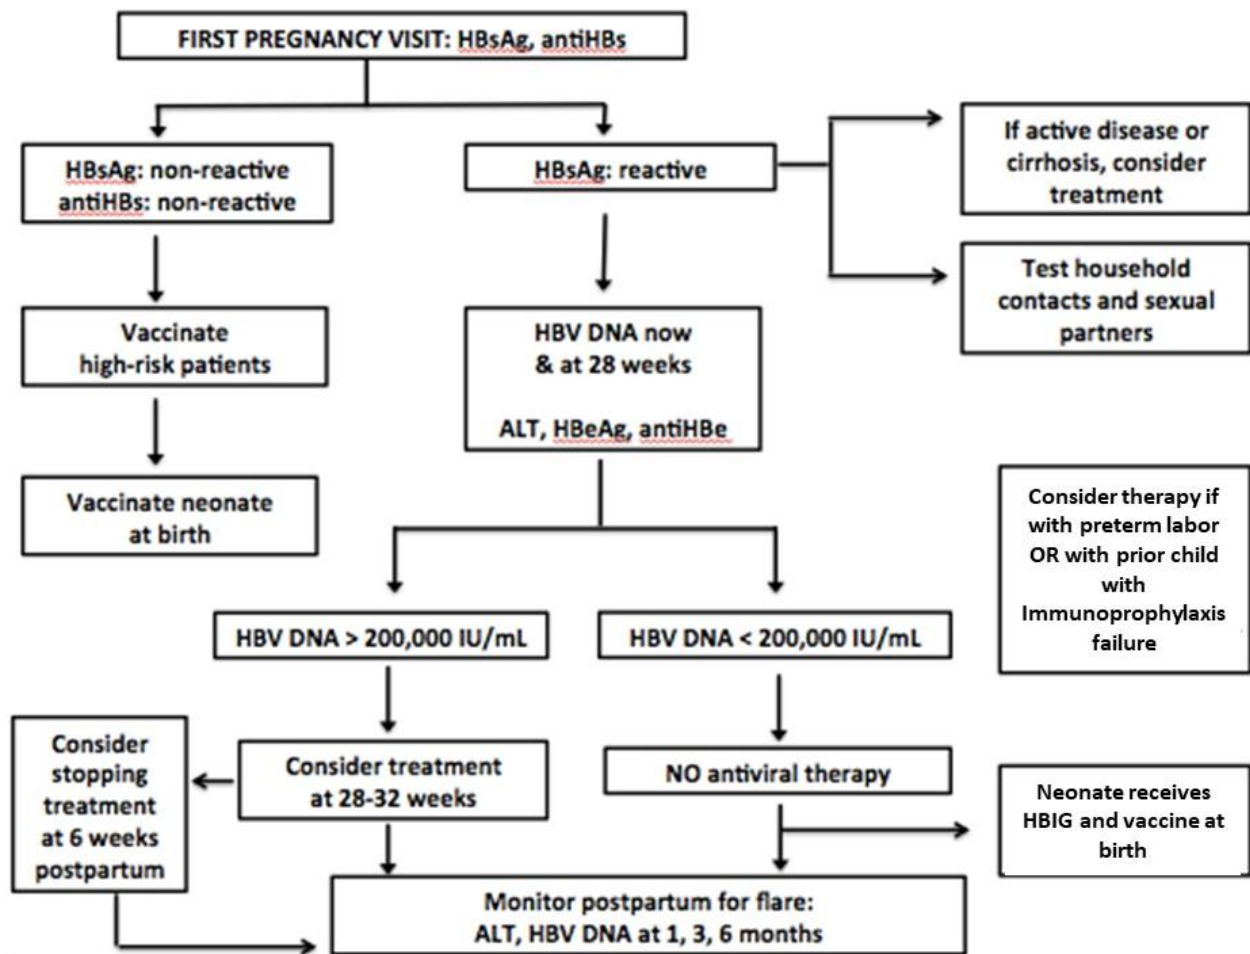 FIRST PREGNANCY VISIT: HBsAg, antiHBs
HBsAg: non-reactive
antiHBs: non-reactive
HBsAg: reactive
If active disease or
cirrhosis, consider
treatment
Test household
contacts and sexual
partners
Vaccinate
high-risk patients
HBV DNA now
& at 28 weeks
ALT, HBeAg, antiHBe
Vaccinate neonate
at birth
Consider therapy if
with preterm labor
OR with prior child
with
Immunoprophylaxis
failure
HBV DNA > 200,000 IU/mL
HBV DNA < 200,000 IU/mL
Consider
stopping
treatment
at 6 weeks
postpartum
Consider treatment
at 28-32 weeks
NO antiviral therapy
Neonate receives
HBIG and vaccine at
birth
Monitor postpartum for flare:
ALT, HBV DNA at 1, 3, 6 months